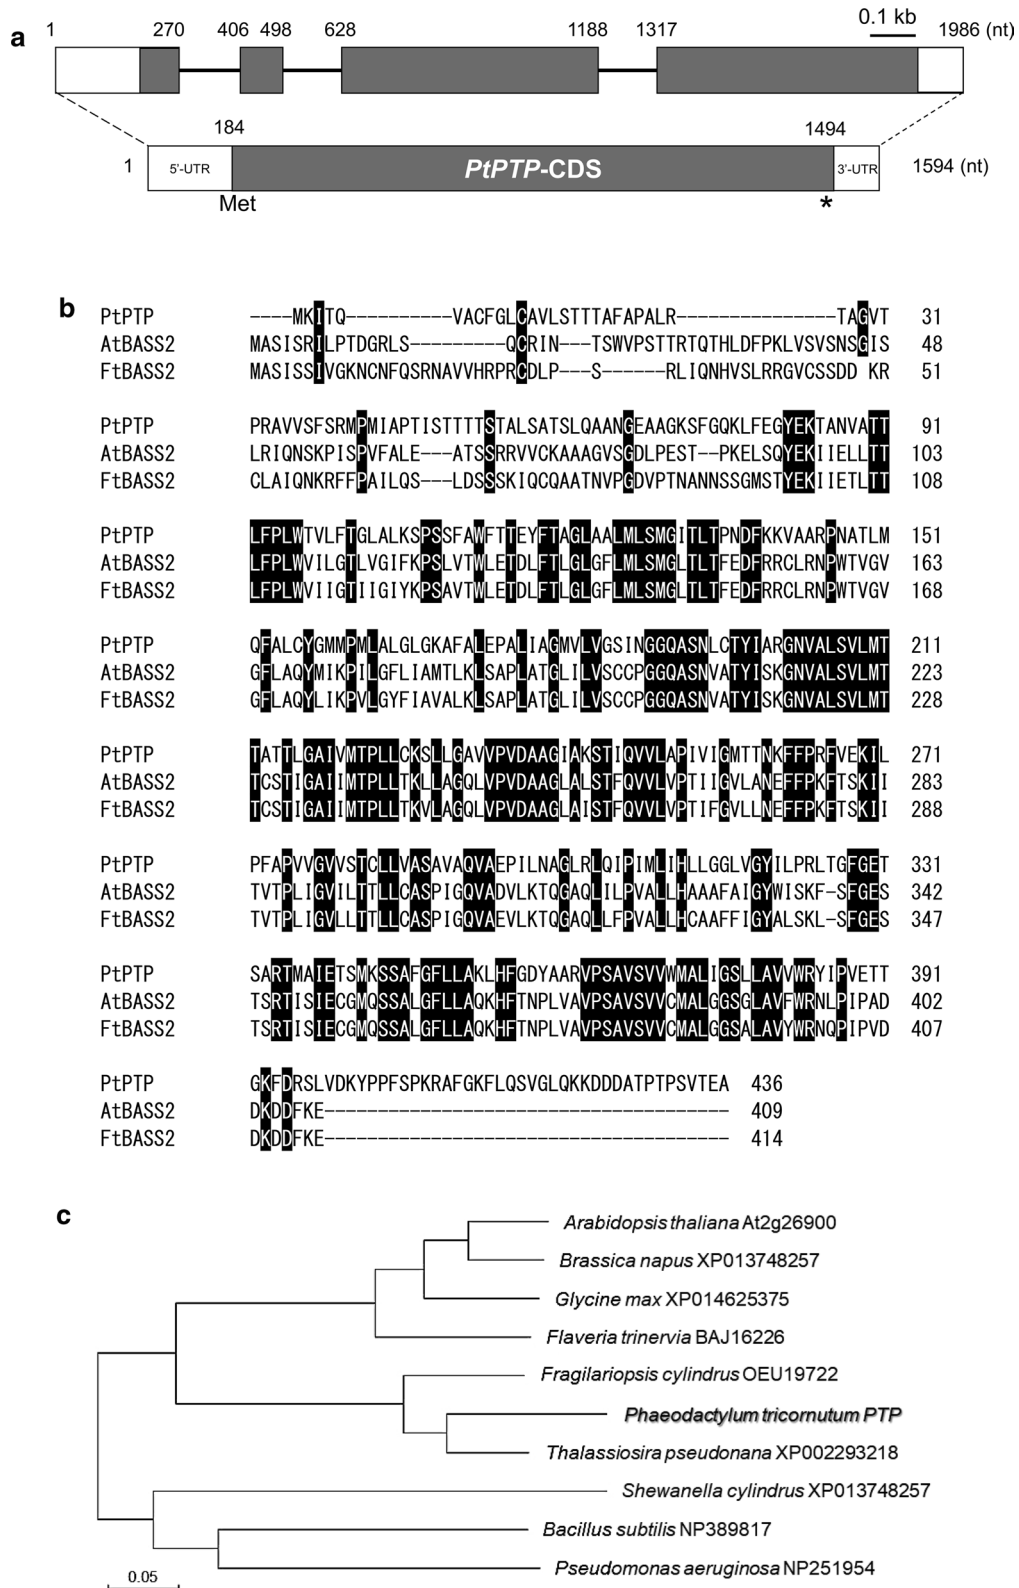 a
1 270 406 498 628 1188 1317 0.1 kb 1986 (nt)
184 1494
1 5'-UTR PtPTP-CDS 3'-UTR 1594 (nt)
Met *
b
PtPTP ----MKITQ----------VACFGLCAVLSTTTAFAPALR---------------TAGVT 31
AtBASS2 MASISRILPTDGRLS---------QCRIN---TSWVPSTTRTQTHLDFPKLVSVSNSGIS 48
FtBASS2 MASISSIVGKNCNFQSRNAVVHRPRCDLP---S------RLIQNHVSLRRGVCSSDD KR 51
PtPTP PRAVVSFSRMPMIAPTISTTTTSTALSATSLQAANGEAAGKSFGQKLFEGYEKTANVATT 91
AtBASS2 LRIQNSKPISPVFALE---ATSSRRVVCKAAAGVSGDLPEST--PKELSQYEKIIELLTT 103
FtBASS2 CLAIQNKRFFPAILQS---LDSSSKIQCQAATNVPGDVPTNANNSSGMSTYEKIIETLTT 108
PtPTP LFPLWTVLFTGLALKSPSSFAWFTTEYFTAGLAALMLSMGITLTPNDFKKVAARPNATLM 151
AtBASS2 LFPLWVILGTLVGIFKPSLVTWLETDLFTLGLGFLMLSMGLTLTFEDFRRCLRNPWTVGV 163
FtBASS2 LFPLWVIIGTIIGIYKPSAVTWLETDLFTLGLGFLMLSMGLTLTFEDFRRCLRNPWTVGV 168
PtPTP QFALCYGMMPMLALGLGKAFALEPALIAGMVLVGSINGGQASNLCTYIARGNVALSVLMT 211
AtBASS2 GFLAQYMIKPILGFLIAMTLKLSAPLATGLILVSCCPGGQASNVATYISKGNVALSVLMT 223
FtBASS2 GFLAQYLIKPVLGYFIAVALKLSAPLATGLILVSCCPGGQASNVATYISKGNVALSVLMT 228
PtPTP TATTLGAIVMTPLLCKSLLGAVVPVDAAGIAKSTIQVVLAPIVIGMTTNKFFPRFVEKIL 271
AtBASS2 TCSTIGAIIMTPLLTKLLAGQLVPVDAAGLALSTFQVVLVPTIIGVLANEFFPKFTSKII 283
FtBASS2 TCSTIGAIIMTPLLTKVLAGQLVPVDAAGLAISTFQVVLVPTIFGVLLNEFFPKFTSKII 288
PtPTP PFAPVVGVVSTCLLVASAVAQVAEPILNAGLRLQIPIMLIHLLGGLVGYILPRLTGFGET 331
AtBASS2 TVTPLIGVILTTLLCASPIGQVADVLKTQGAQLILPVALLHAAAFAIGYWISKF-SFGES 342
FtBASS2 TVTPLIGVLLTTLLCASPIGQVAEVLKTQGAQLLFPVALLHCAAFFIGYALSKL-SFGES 347
PtPTP SARTMAIETSMKSSAFGFLLAKLHFGDYAARVPSAVSVVWMALIGSLLAVVWRYIPVETT 391
AtBASS2 TSRTISIECGMQSSALGFLLAQKHFTNPLVAVPSAVSVVCMALGGSGLAVFWRNLPIPAD 402
FtBASS2 TSRTISIECGMQSSALGFLLAQKHFTNPLVAVPSAVSVVCMALGGSALAVYWRNQPIPVD 407
PtPTP GKFDRSLVDKYPPFSPKRAFGKFLQSVGLQKKDDDATPTPSVTEA 436
AtBASS2 DKDDFKE-------------------------------------- 409
FtBASS2 DKDDFKE-------------------------------------- 414
c
Arabidopsis thaliana At2g26900
Brassica napus XP013748257
Glycine max XP014625375
Flaveria trinervia BAJ16226
Fragilariopsis cylindrus OEU19722
Phaeodactylum tricornutum PTP
Thalassiosira pseudonana XP002293218
Shewanella cylindrus XP013748257
Bacillus subtilis NP389817
Pseudomonas aeruginosa NP251954
0.05